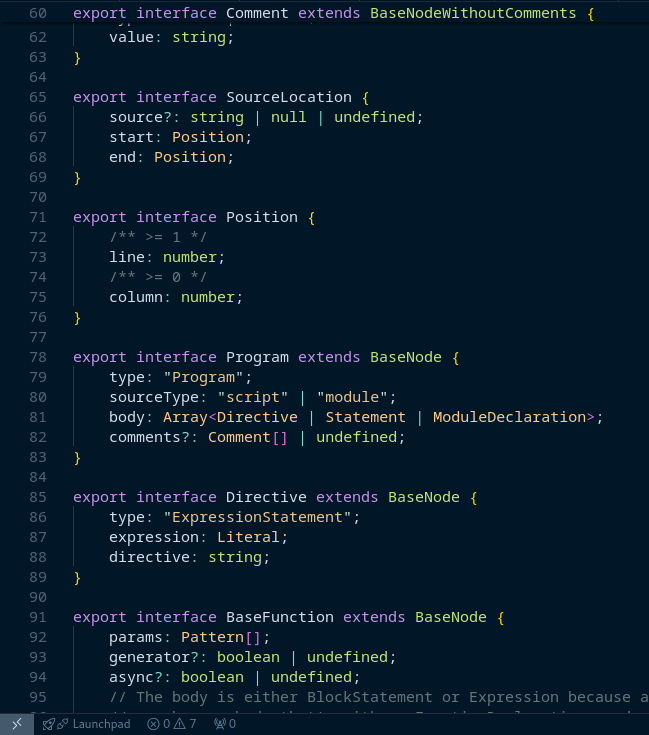 60 export interface Comment extends BaseNodeWithoutComments {
62     value: string;
63 }
64
65 export interface SourceLocation {
66     source?: string | null | undefined;
67     start: Position;
68     end: Position;
69 }
70
71 export interface Position {
72     /** >= 1 */
73     line: number;
74     /** >= 0 */
75     column: number;
76 }
77
78 export interface Program extends BaseNode {
79     type: "Program";
80     sourceType: "script" | "module";
81     body: Array<Directive | Statement | ModuleDeclaration>;
82     comments?: Comment[] | undefined;
83 }
84
85 export interface Directive extends BaseNode {
86     type: "ExpressionStatement";
87     expression: Literal;
88     directive: string;
89 }
90
91 export interface BaseFunction extends BaseNode {
92     params: Pattern[];
93     generator?: boolean | undefined;
94     async?: boolean | undefined;
95     // The body is either BlockStatement or Expression because a
Launchpad 0 7 0